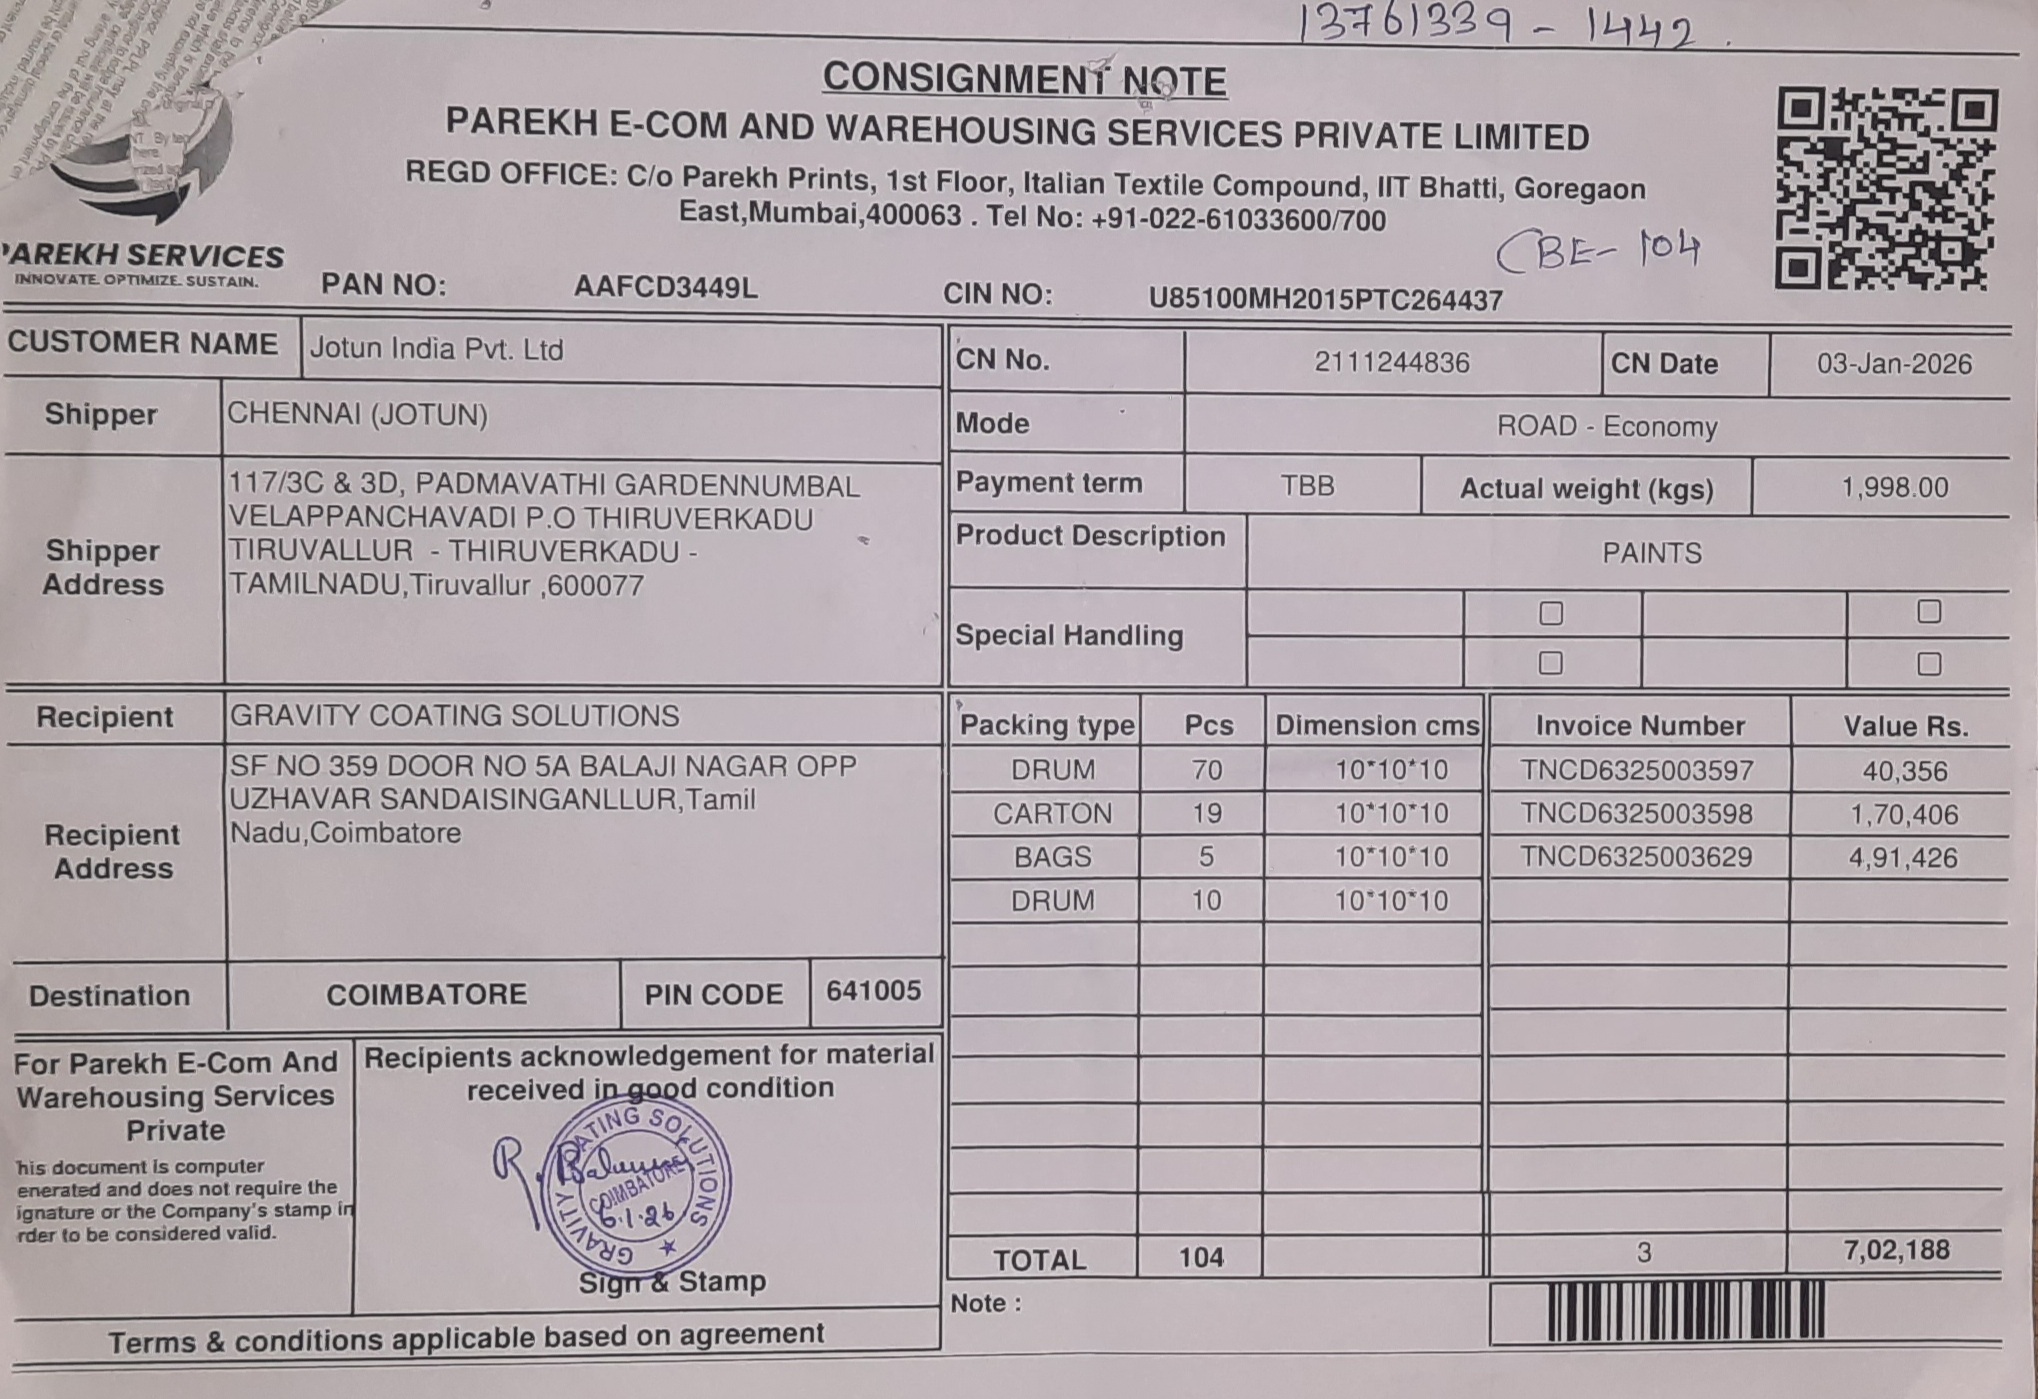 13761339 - 1442
CONSIGNMENT NOTE
PAREKH E-COM AND WAREHOUSING SERVICES PRIVATE LIMITED
REGD OFFICE: C/o Parekh Prints, 1st Floor, Italian Textile Compound, IIT Bhatti, Goregaon
East,Mumbai,400063 . Tel No: +91-022-61033600/700
CBE- 104
PAREKH SERVICES
INNOVATE. OPTIMIZE. SUSTAIN.
PAN NO: AAFCD3449L CIN NO: U85100MH2015PTC264437
CUSTOMER NAME Jotun India Pvt. Ltd
Shipper CHENNAI (JOTUN)
Shipper Address
117/3C & 3D, PADMAVATHI GARDENNUMBAL
VELAPPANCHAVADI P.O THIRUVERKADU
TIRUVALLUR - THIRUVERKADU -
TAMILNADU,Tiruvallur ,600077
CN No. 2111244836 CN Date 03-Jan-2026
Mode ROAD - Economy
Payment term TBB Actual weight (kgs) 1,998.00
Product Description PAINTS
Special Handling
Recipient GRAVITY COATING SOLUTIONS
Recipient Address
SF NO 359 DOOR NO 5A BALAJI NAGAR OPP
UZHAVAR SANDAISINGANLLUR,Tamil
Nadu,Coimbatore
Destination COIMBATORE PIN CODE 641005
Packing type Pcs Dimension cms Invoice Number Value Rs.
DRUM 70 10*10*10 TNCD6325003597 40,356
CARTON 19 10*10*10 TNCD6325003598 1,70,406
BAGS 5 10*10*10 TNCD6325003629 4,91,426
DRUM 10 10*10*10
TOTAL 104 3 7,02,188
Note :
For Parekh E-Com And
Warehousing Services
Private
his document is computer
enerated and does not require the
ignature or the Company's stamp in
rder to be considered valid.
Recipients acknowledgement for material
received in good condition
GRAVITY COATING SOLUTIONS
COIMBATORE
6.1.26
Sign & Stamp
Terms & conditions applicable based on agreement